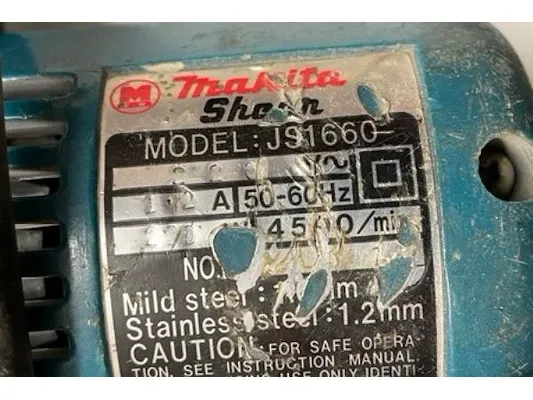 M Makita
Shear
MODEL: JS1660
A 50-60Hz
4500/min
NO.
Mild steel:
Stainless steel: 1.2mm
CAUTION: FOR SAFE OPERA-
TION, SEE INSTRUCTION MANUAL.
USE ONLY IDENTI